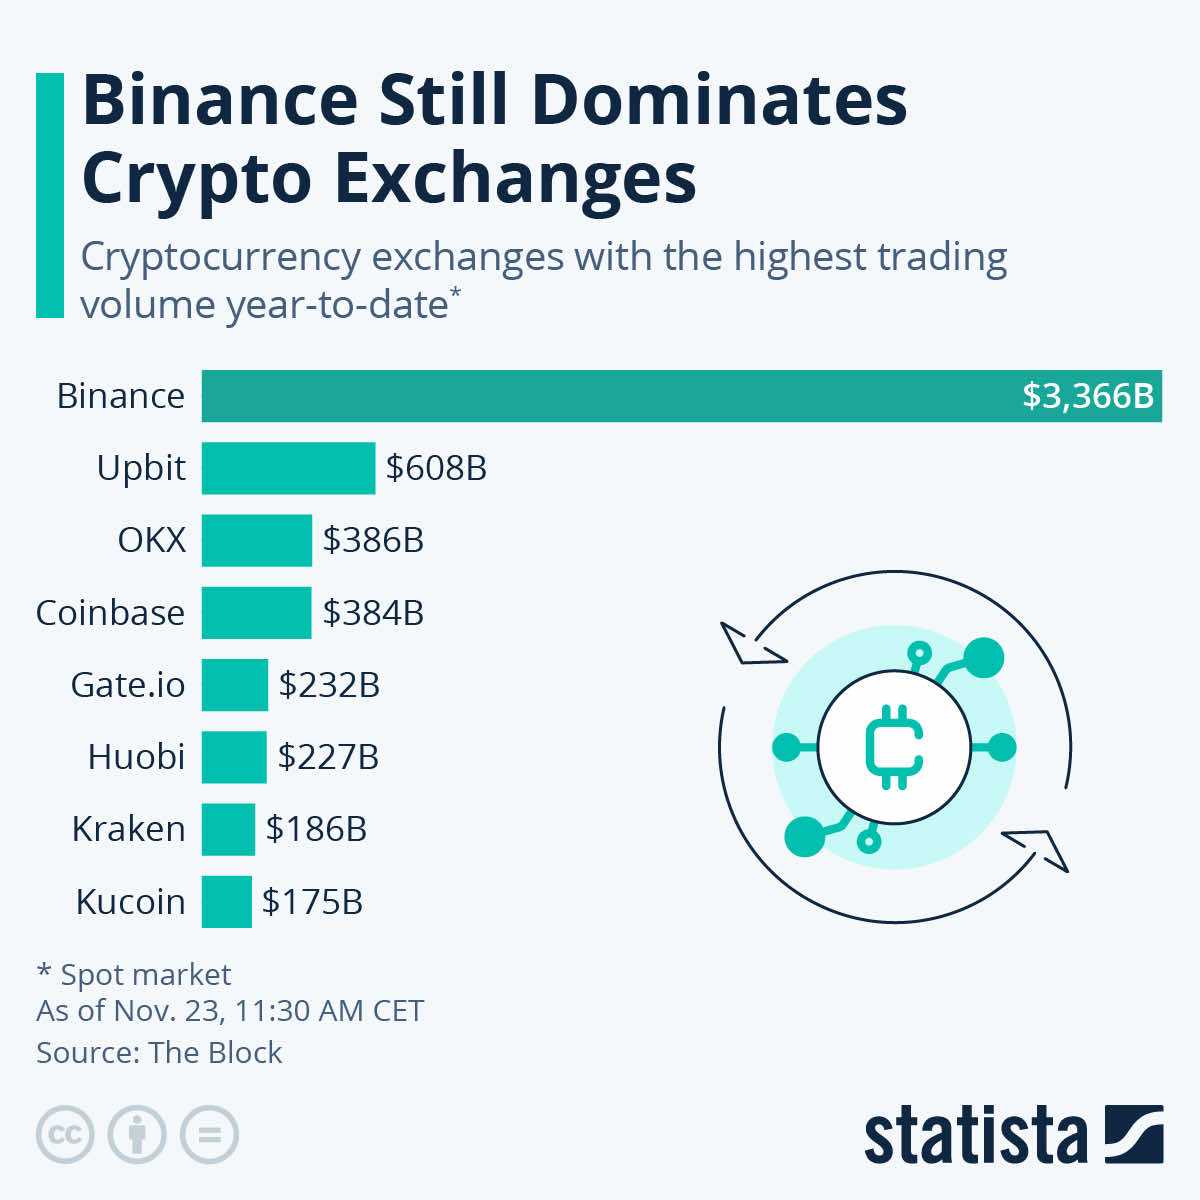 Binance Still Dominates
Crypto Exchanges
Cryptocurrency exchanges with the highest trading
volume year-to-date*
Binance $3,366B
Upbit $608B
OKX $386B
Coinbase $384B
Gate.io $232B
Huobi $227B
Kraken $186B
Kucoin $175B
* Spot market
As of Nov. 23, 11:30 AM CET
Source: The Block
cc
statista